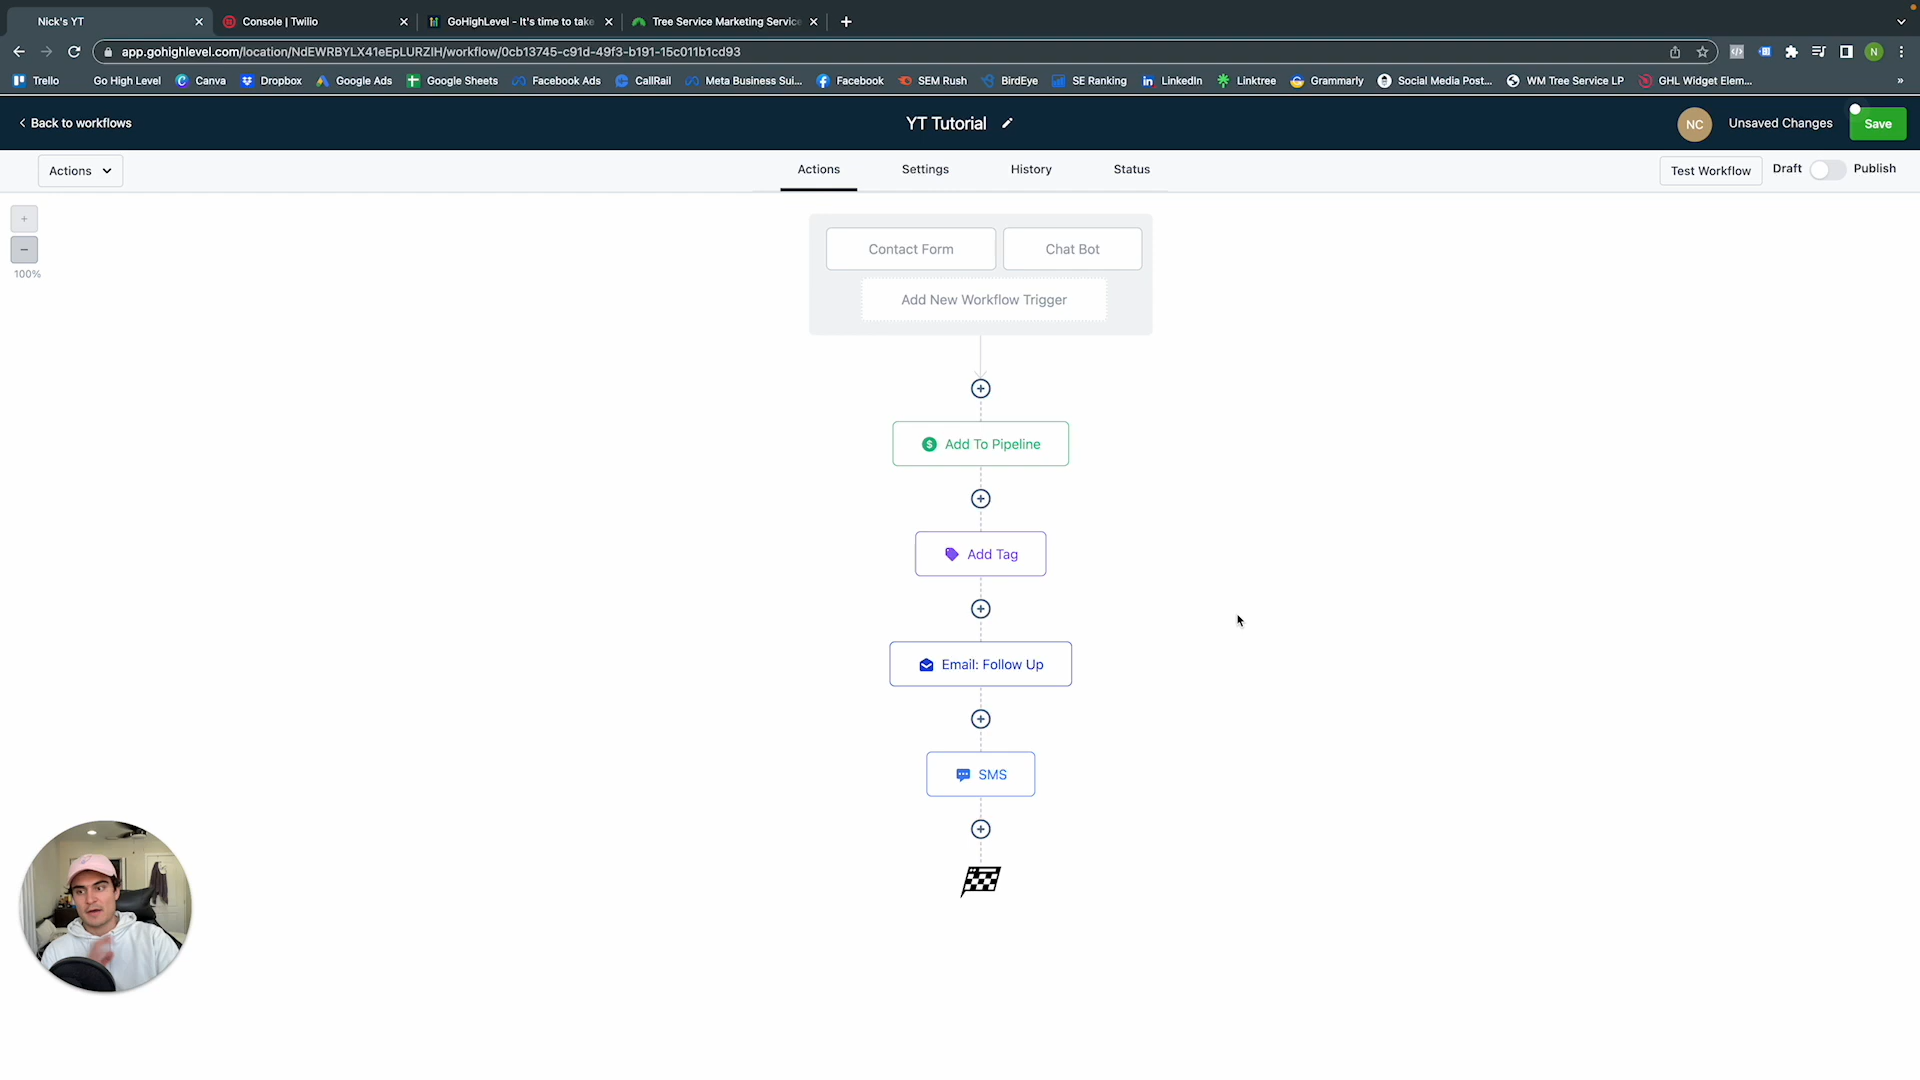 Nick's YT
Console | Twilio
GoHighLevel - It's time to take
Tree Service Marketing Service
app.gohighlevel.com/location/NdEWRBYLX41eEpLURZIH/workflow/0cb13745-c91d-49f3-b191-15c011b1cd93
N
Trello
Go High Level
Canva
Dropbox
Google Ads
Google Sheets
Facebook Ads
CallRail
Meta Business Sui...
Facebook
SEM Rush
BirdEye
SE Ranking
LinkedIn
Linktree
Grammarly
Social Media Post...
WM Tree Service LP
GHL Widget Elem...
Back to workflows
YT Tutorial
NC
Unsaved Changes
Save
Actions
Actions
Settings
History
Status
Test Workflow
Draft
Publish
100%
Contact Form
Chat Bot
Add New Workflow Trigger
Add To Pipeline
Add Tag
Email: Follow Up
SMS